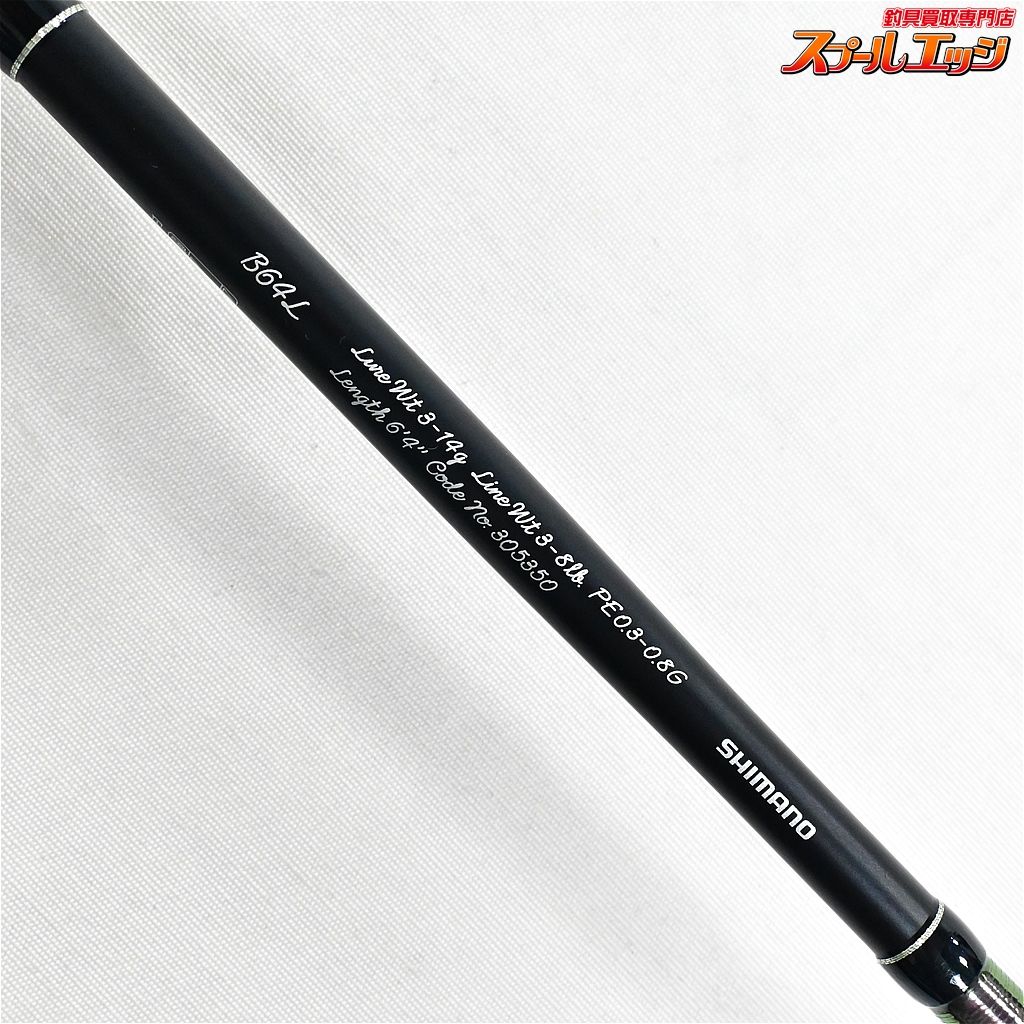 釣具買取専門店
スプールエッジ
B64L
Lure Wt 3-14g Line Wt 3-8lb. PE0.3-0.8G
Length 6'4" Code No. 305350
SHIMANO